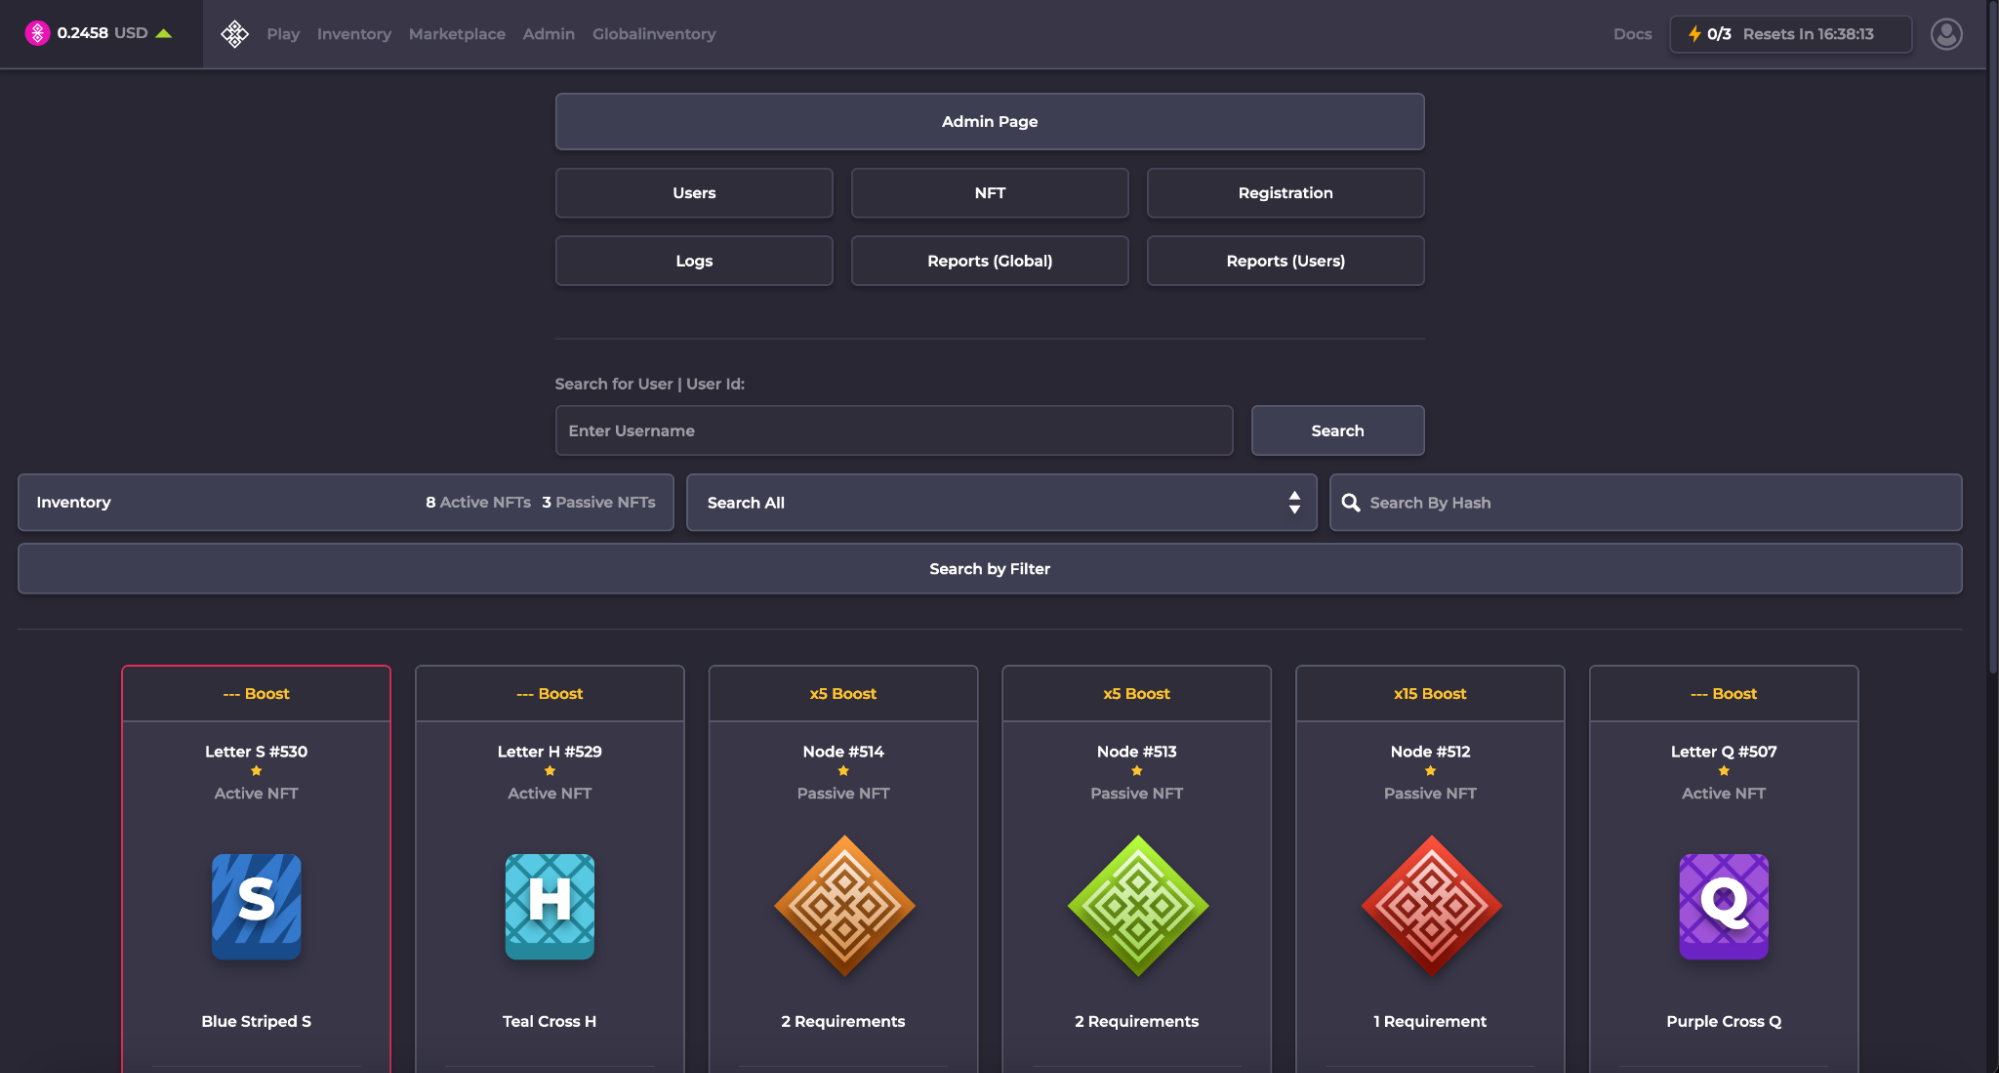 0.2458 USD
Play Inventory Marketplace Admin Globalinventory
Docs
0/3 Resets In 16:38:13
Admin Page
Users NFT Registration
Logs Reports (Global) Reports (Users)
Search for User | User Id:
Enter Username Search
Inventory 8 Active NFTs 3 Passive NFTs Search All Search By Hash
Search by Filter
--- Boost
Letter S #530
Active NFT
S
Blue Striped S
--- Boost
Letter H #529
Active NFT
H
Teal Cross H
x5 Boost
Node #514
Passive NFT
2 Requirements
x5 Boost
Node #513
Passive NFT
2 Requirements
x15 Boost
Node #512
Passive NFT
1 Requirement
--- Boost
Letter Q #507
Active NFT
Q
Purple Cross Q